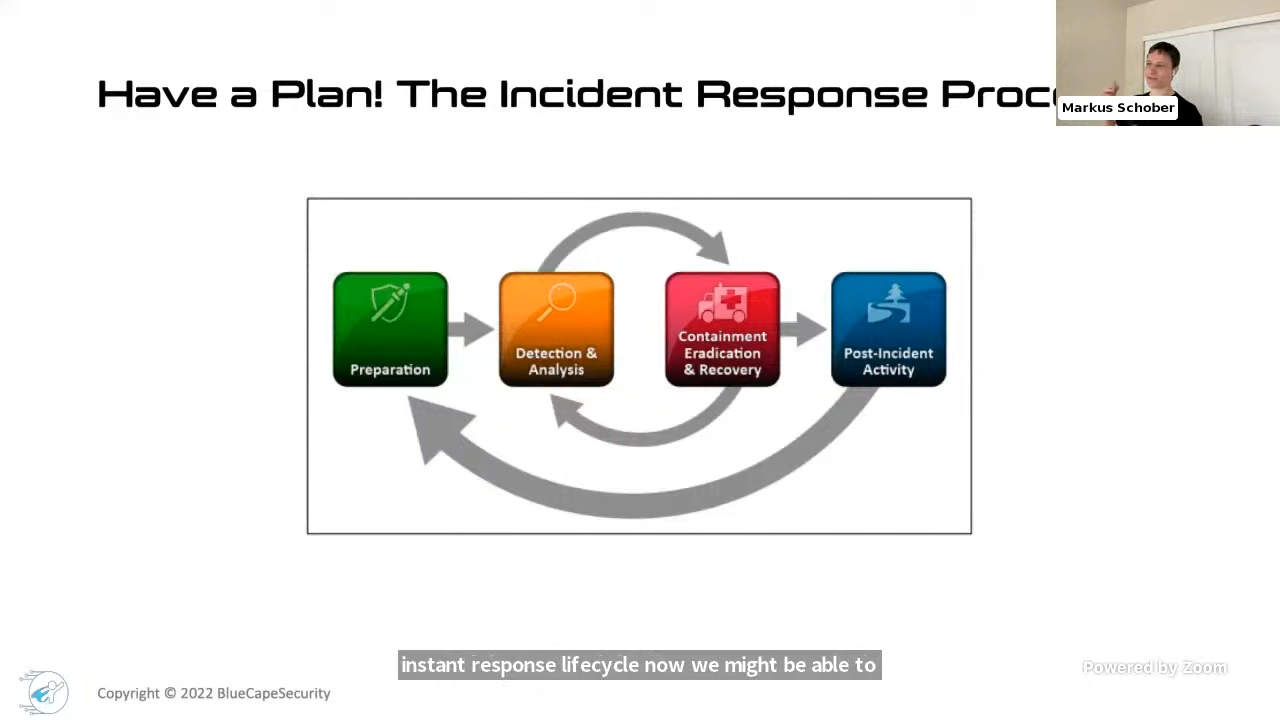 Have a Plan! The Incident Response Proc
Markus Schober
Preparation
Detection &
Analysis
Containment
Eradication
& Recovery
Post-Incident
Activity
instant response lifecycle now we might be able to
Copyright © 2022 BlueCapeSecurity
Powered by Zoom